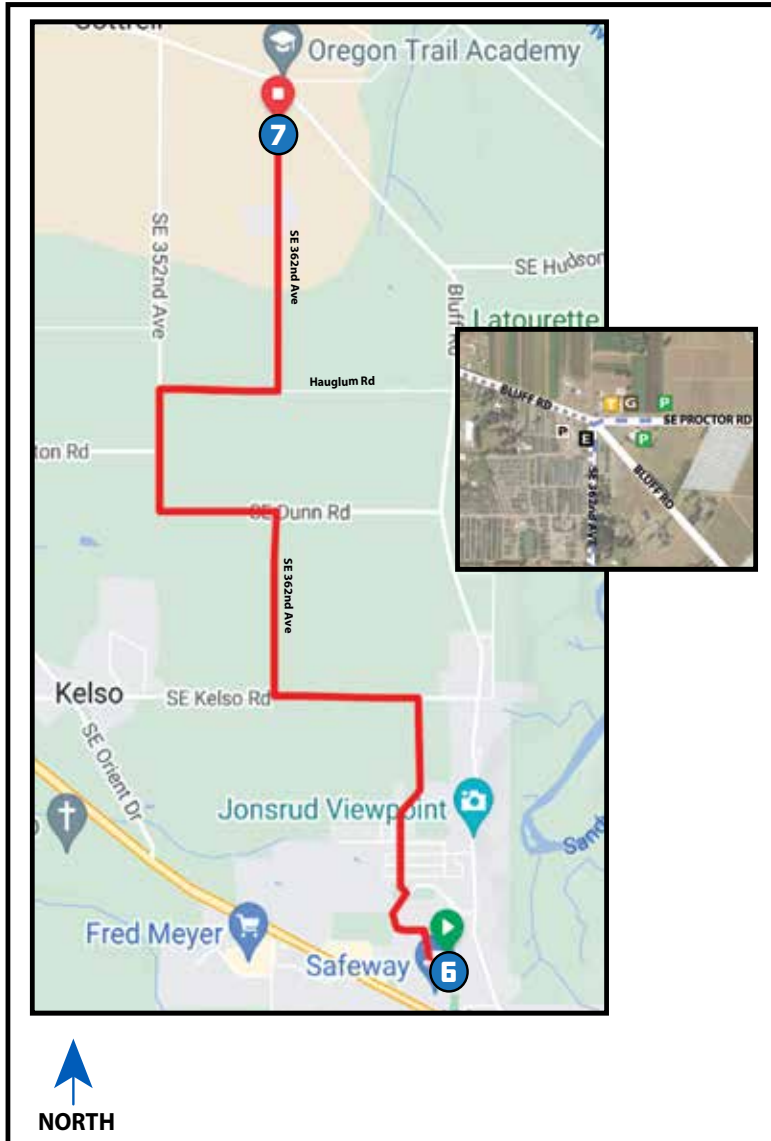 Cottrell
Oregon Trail Academy
7
SE 352nd Ave
SE 362nd Ave
SE Hudson
Bluff Rd
Latourette
Hauglum Rd
BLUFF RD
T G P
SE PROCTOR RD
P
E
P
SE 362ND AVE
BLUFF RD
ton Rd
SE Dunn Rd
SE 362nd Ave
Kelso
SE Kelso Rd
SE Orient Dr
Jonsrud Viewpoint
Sand
Fred Meyer
Safeway
6
NORTH